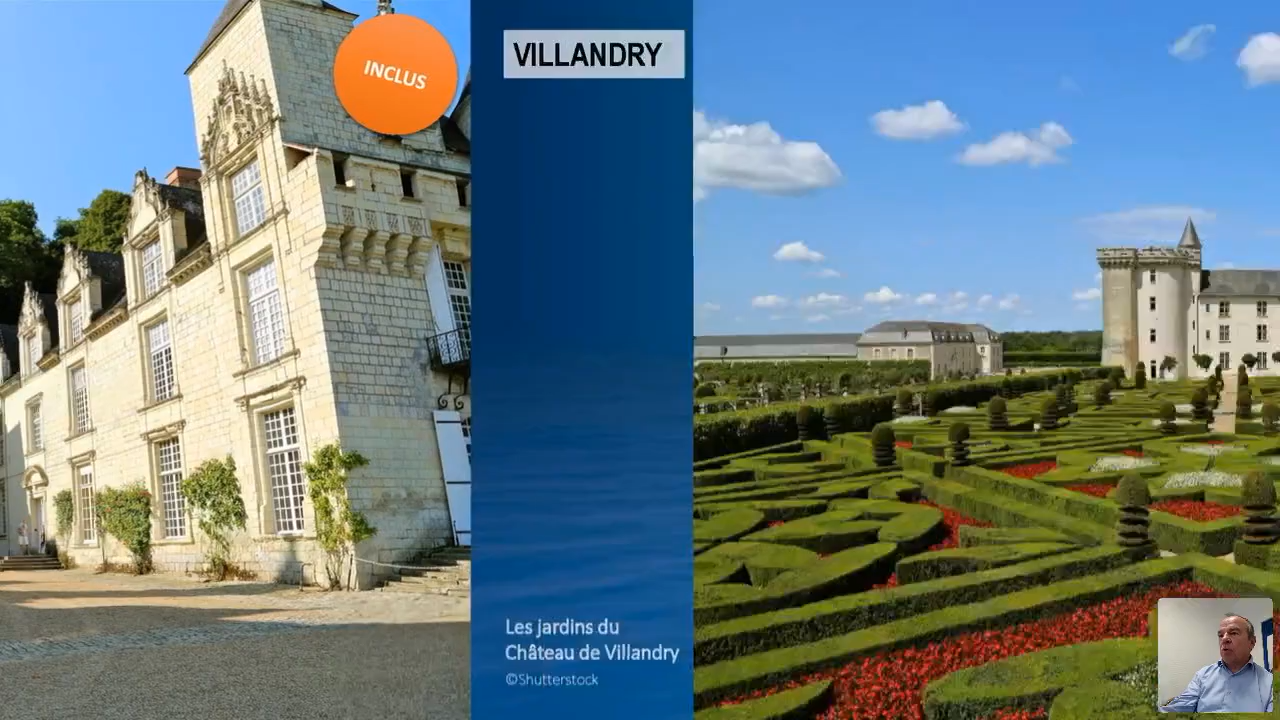 INCLUS
VILLANDRY
Les jardins du
Château de Villandry
©Shutterstock